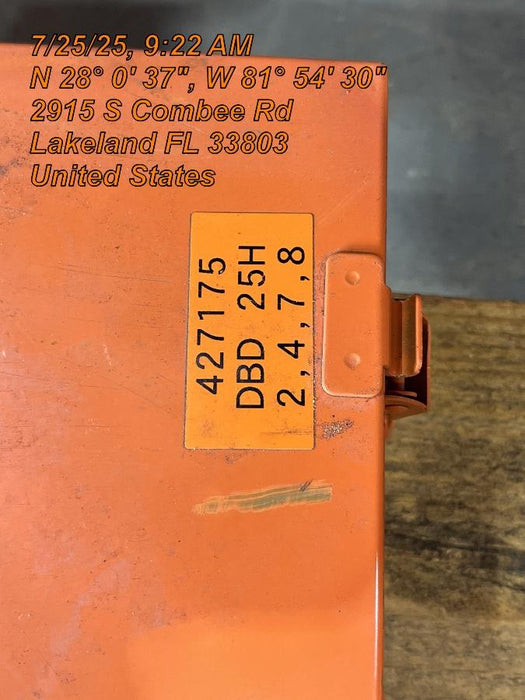 7/25/25, 9:22 AM
N 28° 0' 37", W 81° 54' 30"
2915 S Combee Rd
Lakeland FL 33803
United States
427175
DBD 25H
2,4,7,8